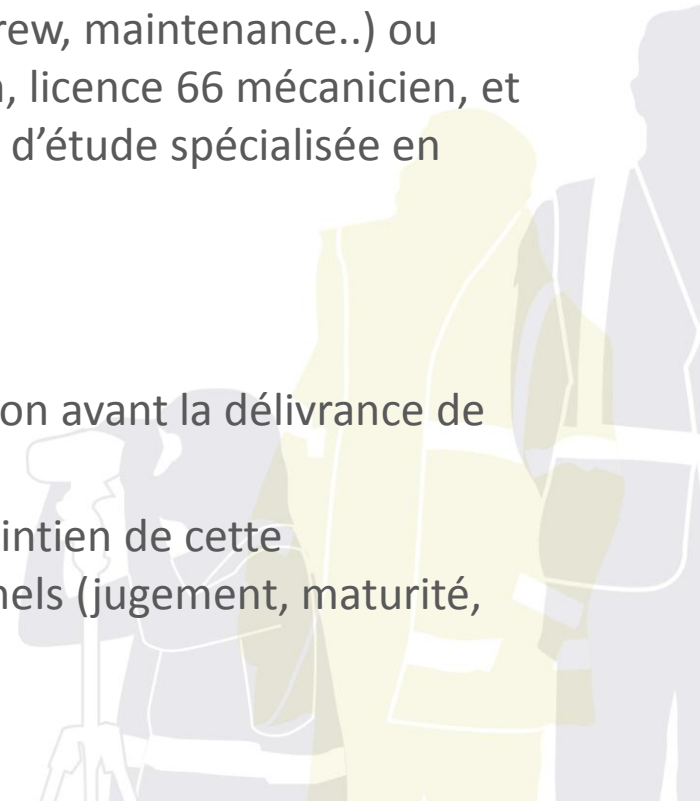 rew, maintenance..) ou
, licence 66 mécanicien, et
d’étude spécialisée en
on avant la délivrance de
intien de cette
nels (jugement, maturité,